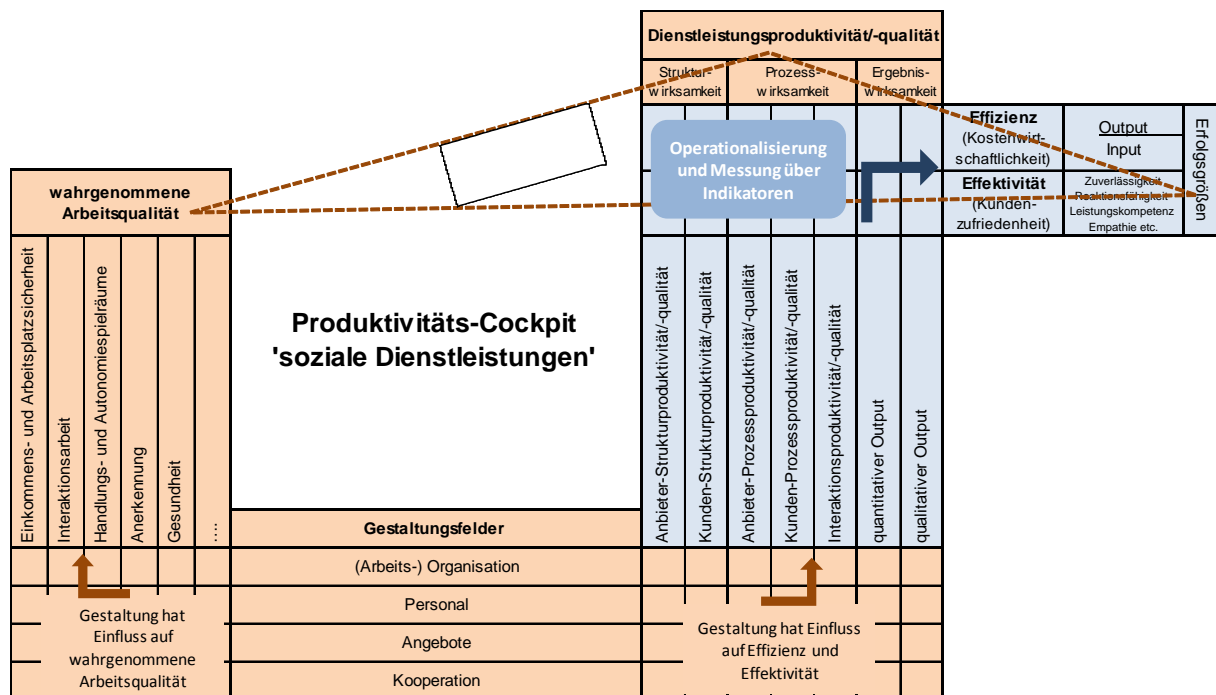 Dienstleistungsproduktivität/-qualität
Struktur-
wirksamkeit
Prozess-
wirksamkeit
Ergebnis-
wirksamkeit
Operationalisierung
und Messung über
Indikatoren
Effizienz
(Kostenwirt-
schaftlichkeit)
Output
Input
Effektivität
(Kunden-
zufriedenheit)
Zuverlässigkeit
Reaktionsfähigkeit
Leistungskompetenz
Empathie etc.
Erfolgsgrößen
wahrgenommene
Arbeitsqualität
Einkommens- und Arbeitsplatzsicherheit
Interaktionsarbeit
Handlungs- und Autonomiespielräume
Anerkennung
Gesundheit
....
Produktivitäts-Cockpit
'soziale Dienstleistungen'
Anbieter-Strukturproduktivität/-qualität
Kunden-Strukturproduktivität/-qualität
Anbieter-Prozessproduktivität/-qualität
Kunden-Prozessproduktivität/-qualität
Interaktionsproduktivität/-qualität
quantitativer Output
qualitativer Output
Gestaltungsfelder
(Arbeits-) Organisation
Personal
Angebote
Kooperation
Gestaltung hat
Einfluss auf
wahrgenommene
Arbeitsqualität
Gestaltung hat Einfluss
auf Effizienz und
Effektivität